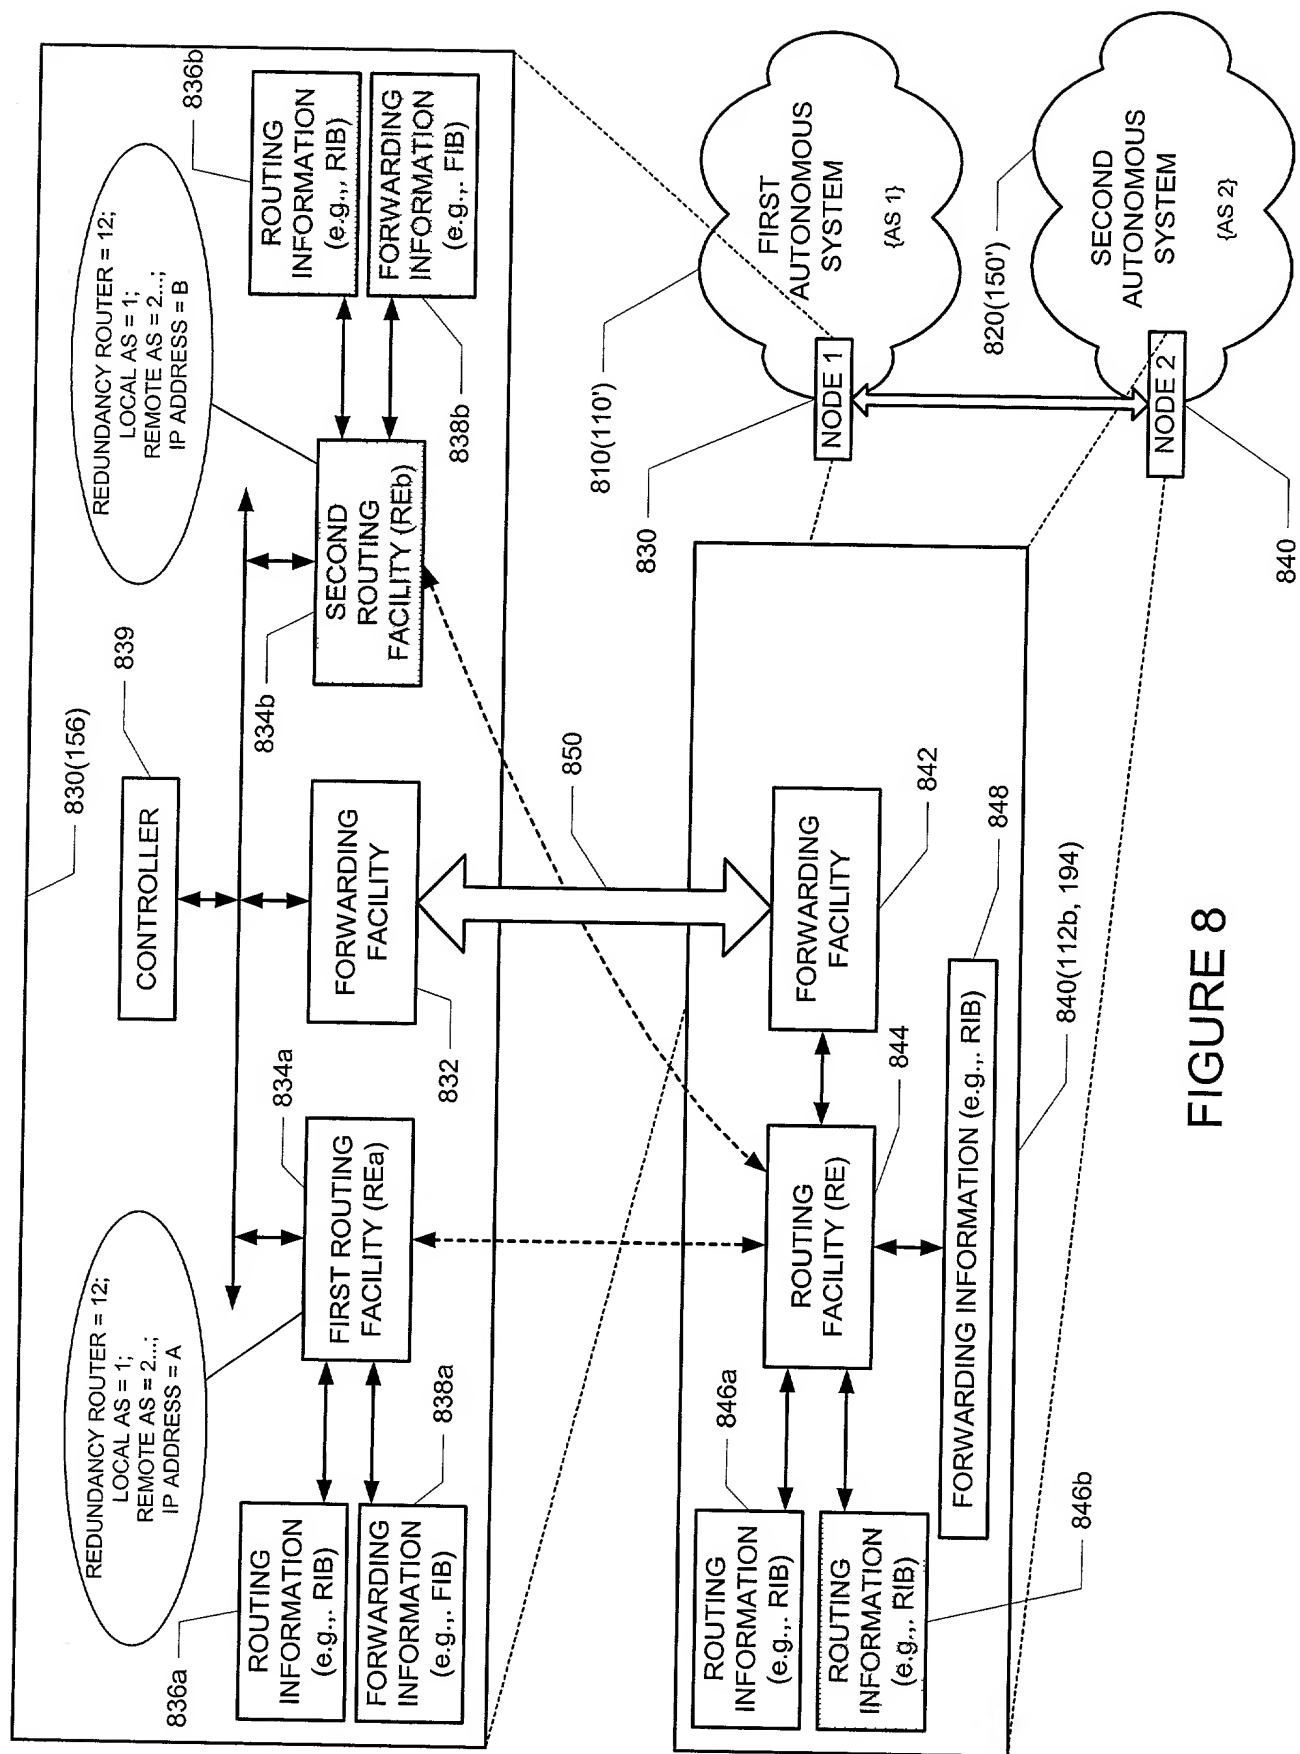 830(156)
CONTROLLER
839
REDUNDANCY ROUTER = 12;
LOCAL AS = 1;
REMOTE AS = 2...;
IP ADDRESS = A
REDUNDANCY ROUTER = 12;
LOCAL AS = 1;
REMOTE AS = 2...;
IP ADDRESS = B
836a
ROUTING
INFORMATION
(e.g.,. RIB)
FORWARDING
INFORMATION
(e.g.,. FIB)
838a
834a
FIRST ROUTING
FACILITY (REa)
FORWARDING
FACILITY
832
834b
SECOND
ROUTING
FACILITY (REb)
836b
ROUTING
INFORMATION
(e.g.,. RIB)
FORWARDING
INFORMATION
(e.g.,. FIB)
838b
850
846a
ROUTING
INFORMATION
(e.g.,. RIB)
ROUTING
INFORMATION
(e.g.,. RIB)
846b
ROUTING
FACILITY (RE)
844
FORWARDING
FACILITY
842
FORWARDING INFORMATION (e.g.,. RIB)
848
840(112b, 194)
810(110')
FIRST
AUTONOMOUS
SYSTEM
{AS 1}
830
NODE 1
820(150')
SECOND
AUTONOMOUS
SYSTEM
{AS 2}
NODE 2
840
FIGURE 8